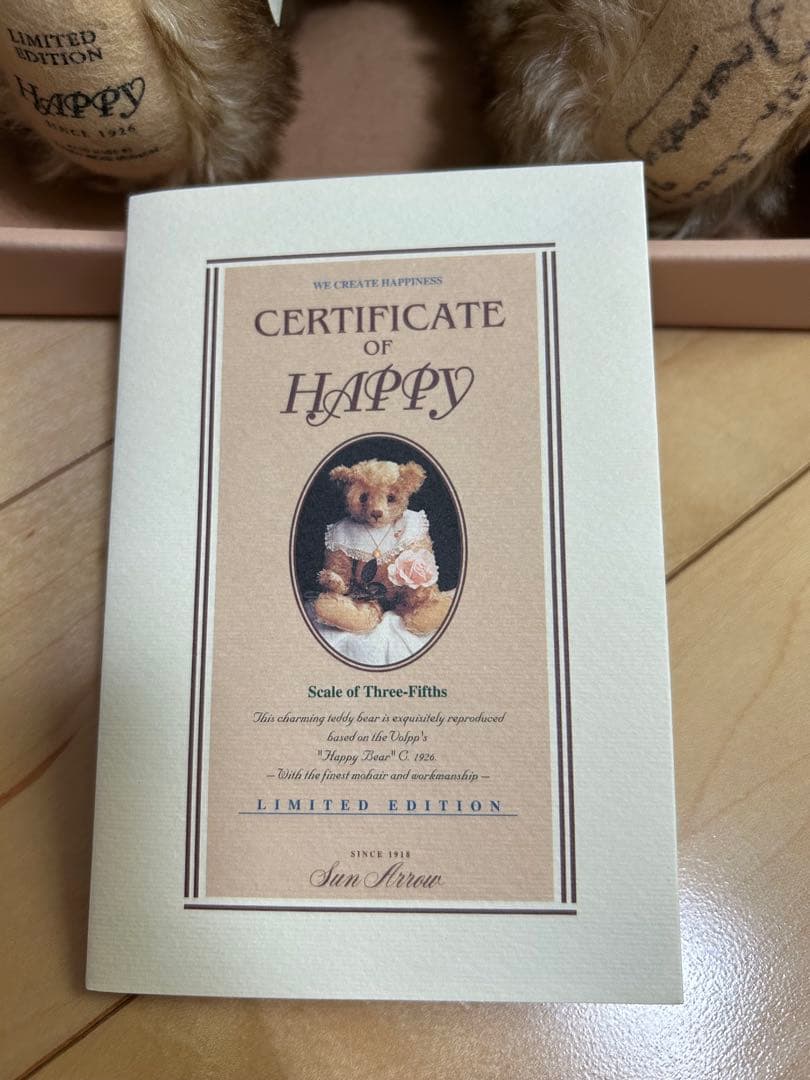 LIMITED
EDITION
HAPPY
SINCE 1926
WE CREATE HAPPINESS
CERTIFICATE
OF
HAPPY
Scale of Three-Fifths
This charming teddy bear is exquisitely reproduced
based on the Volpp's
"Happy Bear" C. 1926.
— With the finest mohair and workmanship —
LIMITED EDITION
SINCE 1918
Sun Arrow